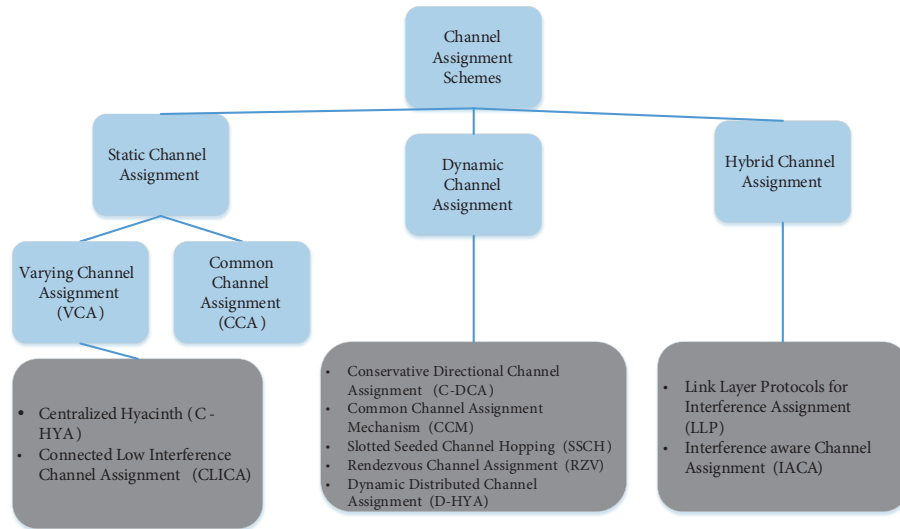 Channel
Assignment
Schemes
Static Channel
Assignment
Dynamic
Channel
Assignment
Hybrid Channel
Assignment
Varying Channel
Assignment
(VCA)
Common
Channel
Assignment
(CCA)
• Centralized Hyacinth (C -
HYA)
• Connected Low Interference
Channel Assignment (CLICA)
• Conservative Directional Channel
Assignment (C-DCA)
• Common Channel Assignment
Mechanism (CCM)
• Slotted Seeded Channel Hopping (SSCH)
• Rendezvous Channel Assignment (RZV)
• Dynamic Distributed Channel
Assignment (D-HYA)
• Link Layer Protocols for
Interference Assignment
(LLP)
• Interference aware Channel
Assignment (IACA)